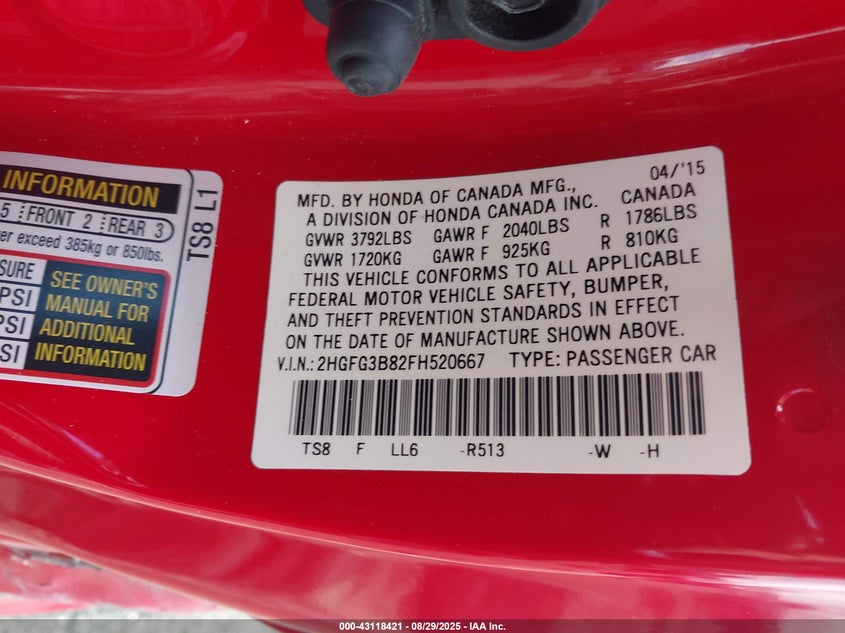 INFORMATION
5 FRONT 2 REAR 3
er exceed 385kg or 850lbs.
SURE
PSI
PSI
SI
SEE OWNER'S
MANUAL FOR
ADDITIONAL
INFORMATION
TS8 L1
04/'15
MFD. BY HONDA OF CANADA MFG.,
A DIVISION OF HONDA CANADA INC. CANADA
GVWR 3792LBS GAWR F 2040LBS R 1786LBS
GVWR 1720KG GAWR F 925KG R 810KG
THIS VEHICLE CONFORMS TO ALL APPLICABLE
FEDERAL MOTOR VEHICLE SAFETY, BUMPER,
AND THEFT PREVENTION STANDARDS IN EFFECT
ON THE DATE OF MANUFACTURE SHOWN ABOVE.
V.I.N.: 2HGFG3B82FH520667 TYPE: PASSENGER CAR
TS8 F LL6 -R513 -W -H
000-43118421 - 08/29/2025 - IAA Inc.